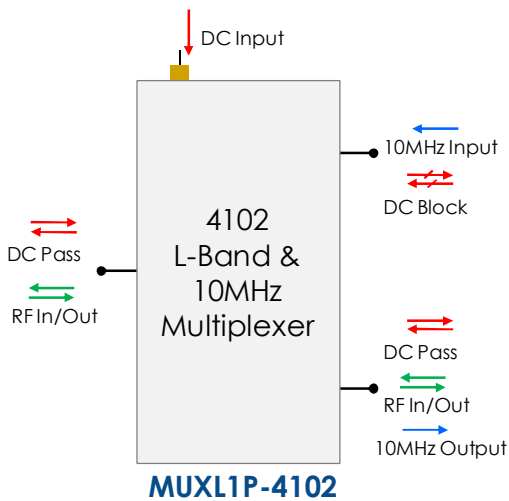 DC Input
10MHz Input
DC Block
4102
L-Band &
10MHz
Multiplexer
DC Pass
RF In/Out
DC Pass
RF In/Out
10MHz Output
MUXL1P-4102